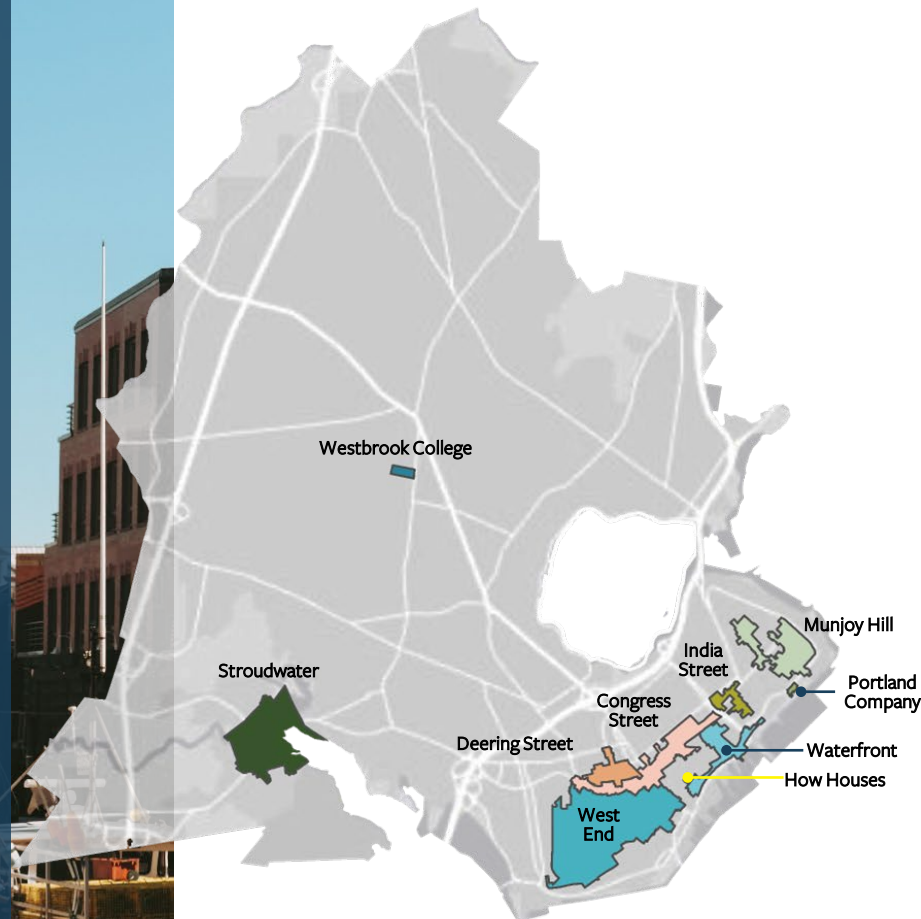 Westbrook College
Munjoy Hill
India
Street
Stroudwater
Portland
Company
Congress
Street
Deering Street
Waterfront
How Houses
West
End